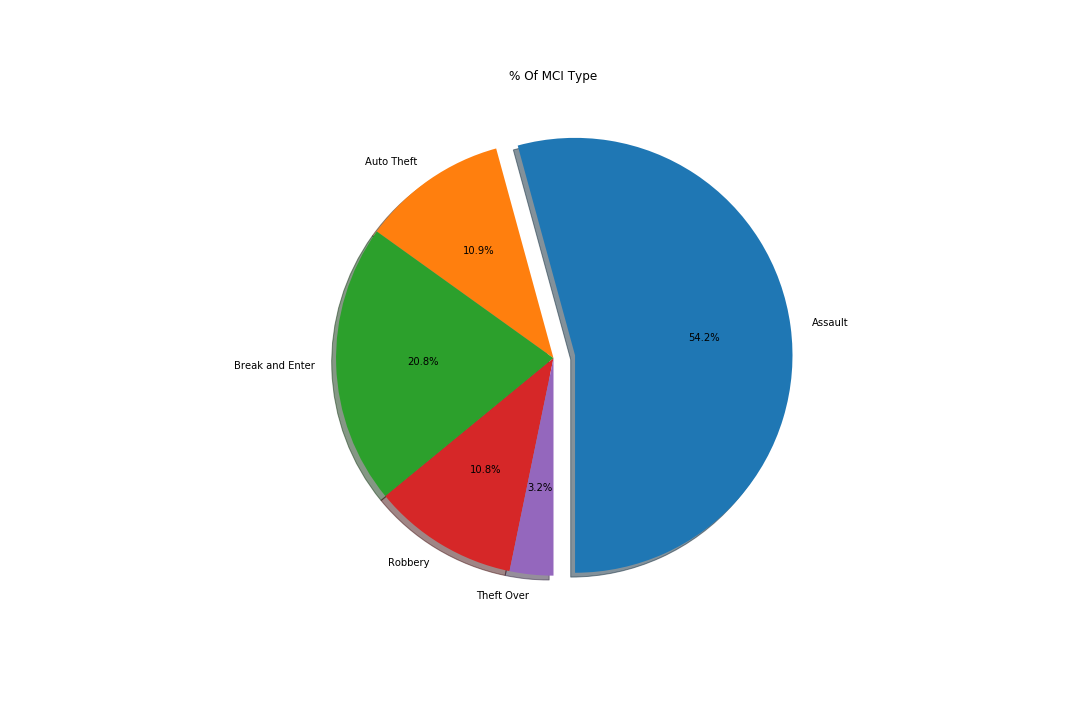 % Of MCI Type
Auto Theft
10.9%
Assault
54.2%
Break and Enter
20.8%
10.8%
3.2%
Robbery
Theft Over